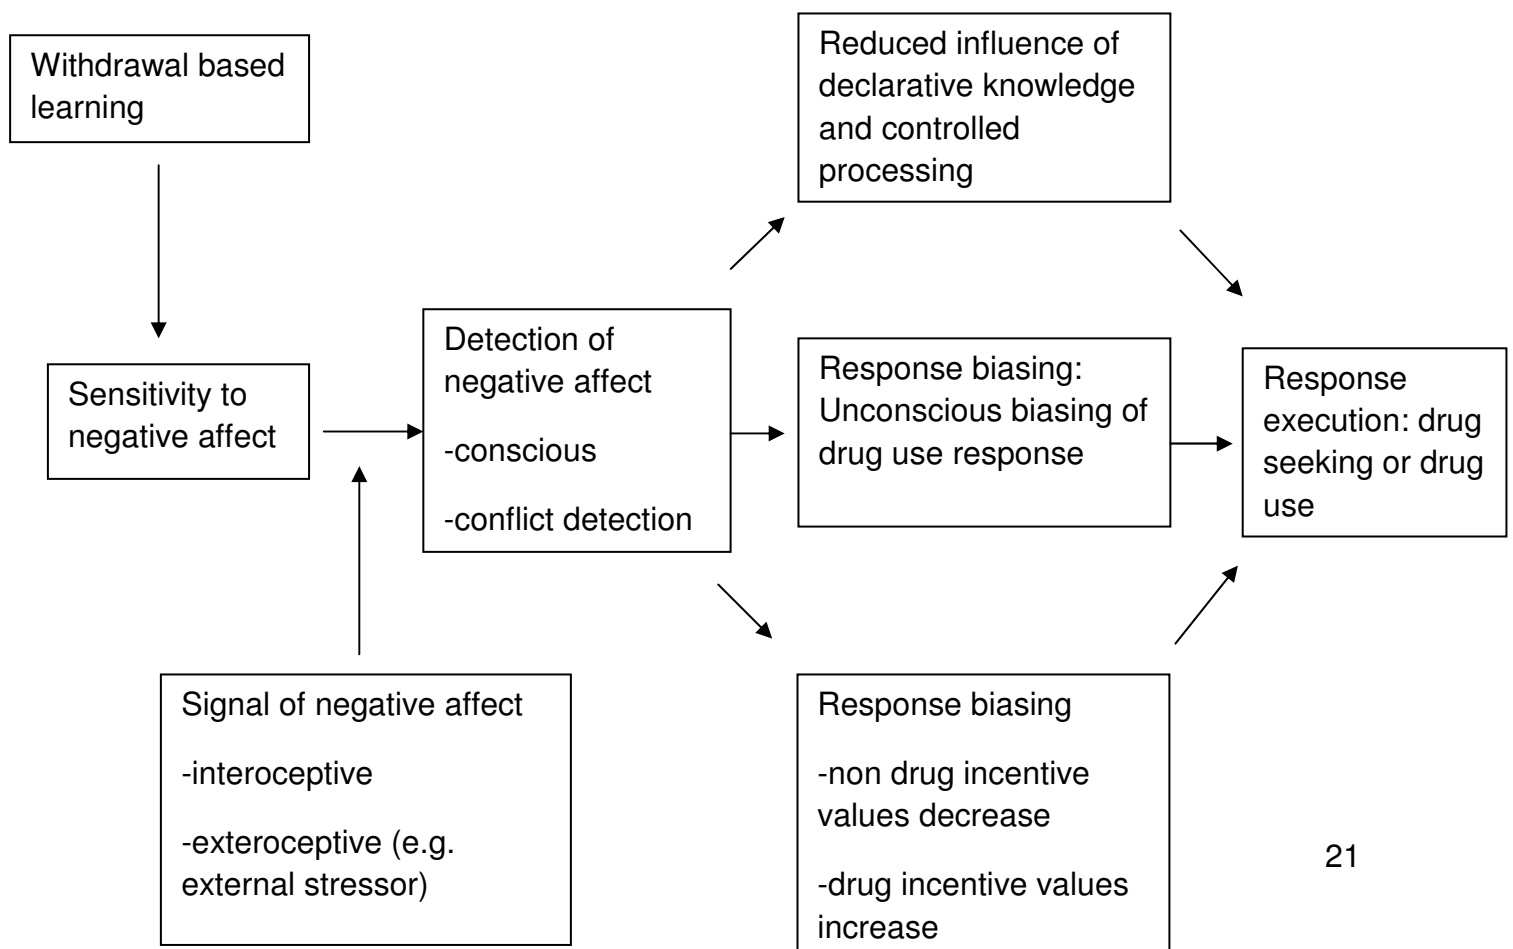 Withdrawal based
learning
Reduced influence of
declarative knowledge
and controlled
processing
Sensitivity to
negative affect
Detection of
negative affect
-conscious
-conflict detection
Response biasing:
Unconscious biasing of
drug use response
Response
execution: drug
seeking or drug
use
Signal of negative affect
-interoceptive
-exteroceptive (e.g.
external stressor)
Response biasing
-non drug incentive
values decrease
-drug incentive values
increase
21